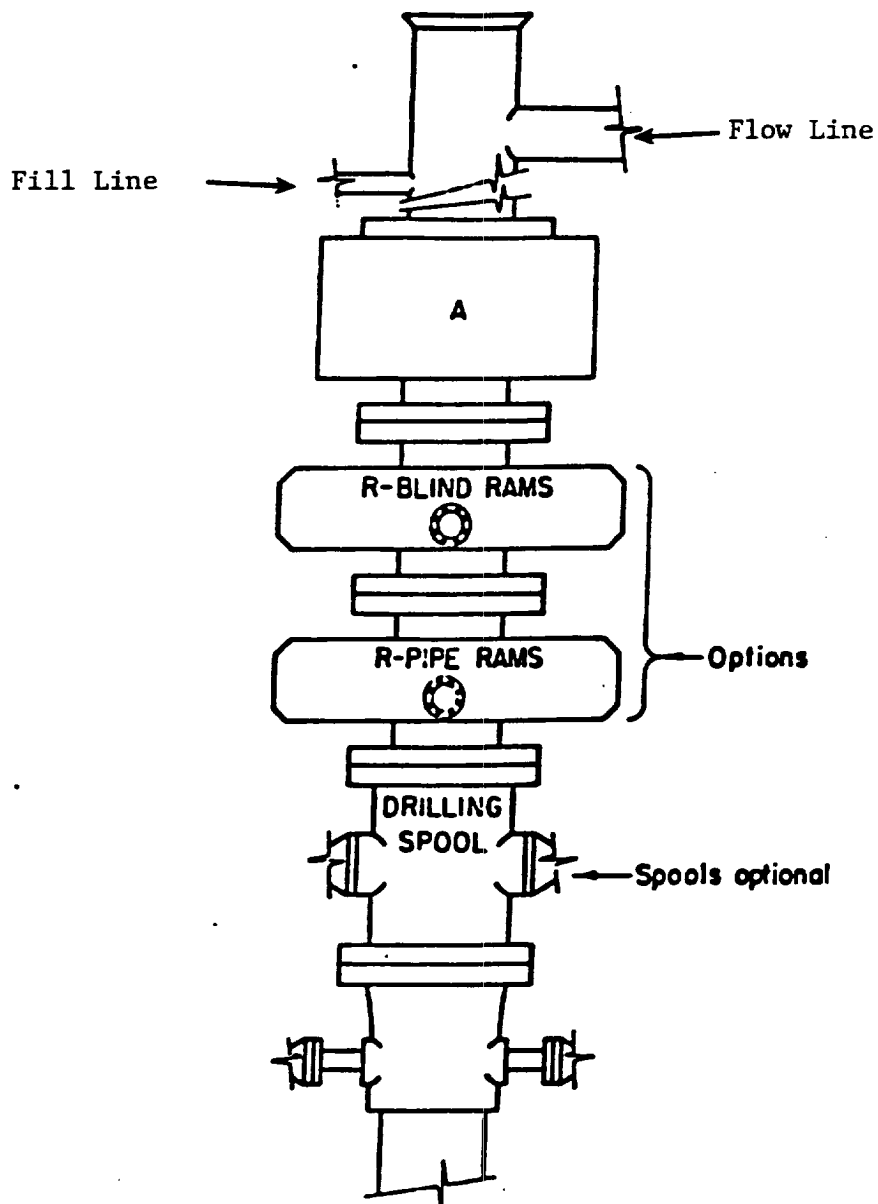 Flow Line
Fill Line
A
R-BLIND RAMS
R-PIPE RAMS
Options
DRILLING
SPOOL
Spools optional